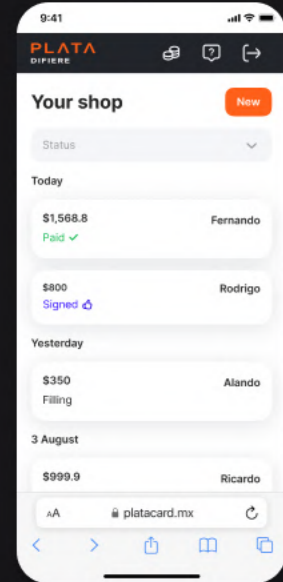 9:41
PLATA
DIFIERE
Your shop
New
Status
Today
$1,568.8
Fernando
Paid
$800
Rodrigo
Signed
Yesterday
$350
Alando
Filling
3 August
$999.9
Ricardo
AA
platacard.mx